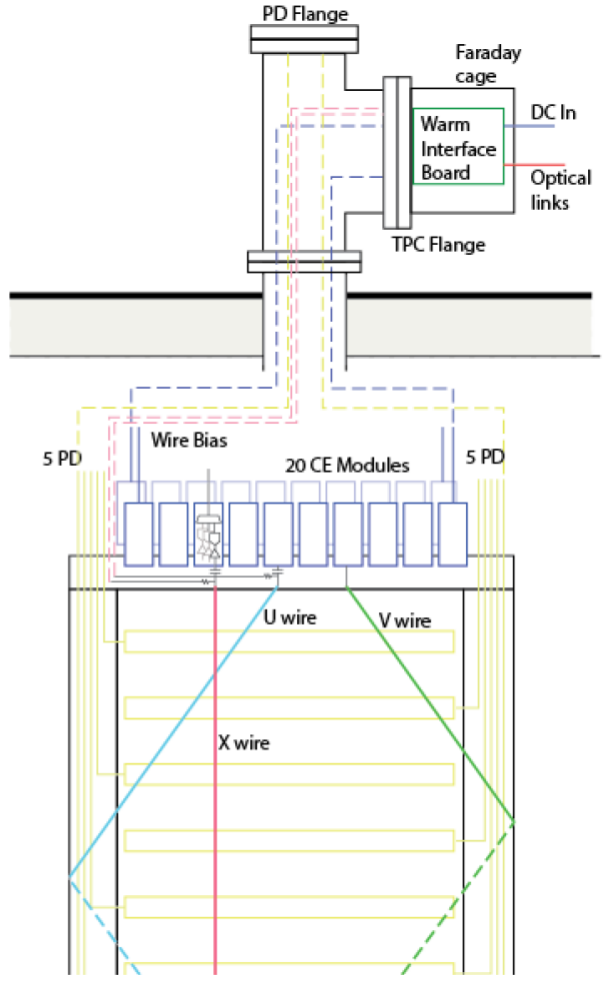 PD Flange
Faraday
cage
DC In
Warm
Interface
Board
Optical
links
TPC Flange
Wire Bias
5 PD
20 CE Modules
5 PD
U wire
V wire
X wire